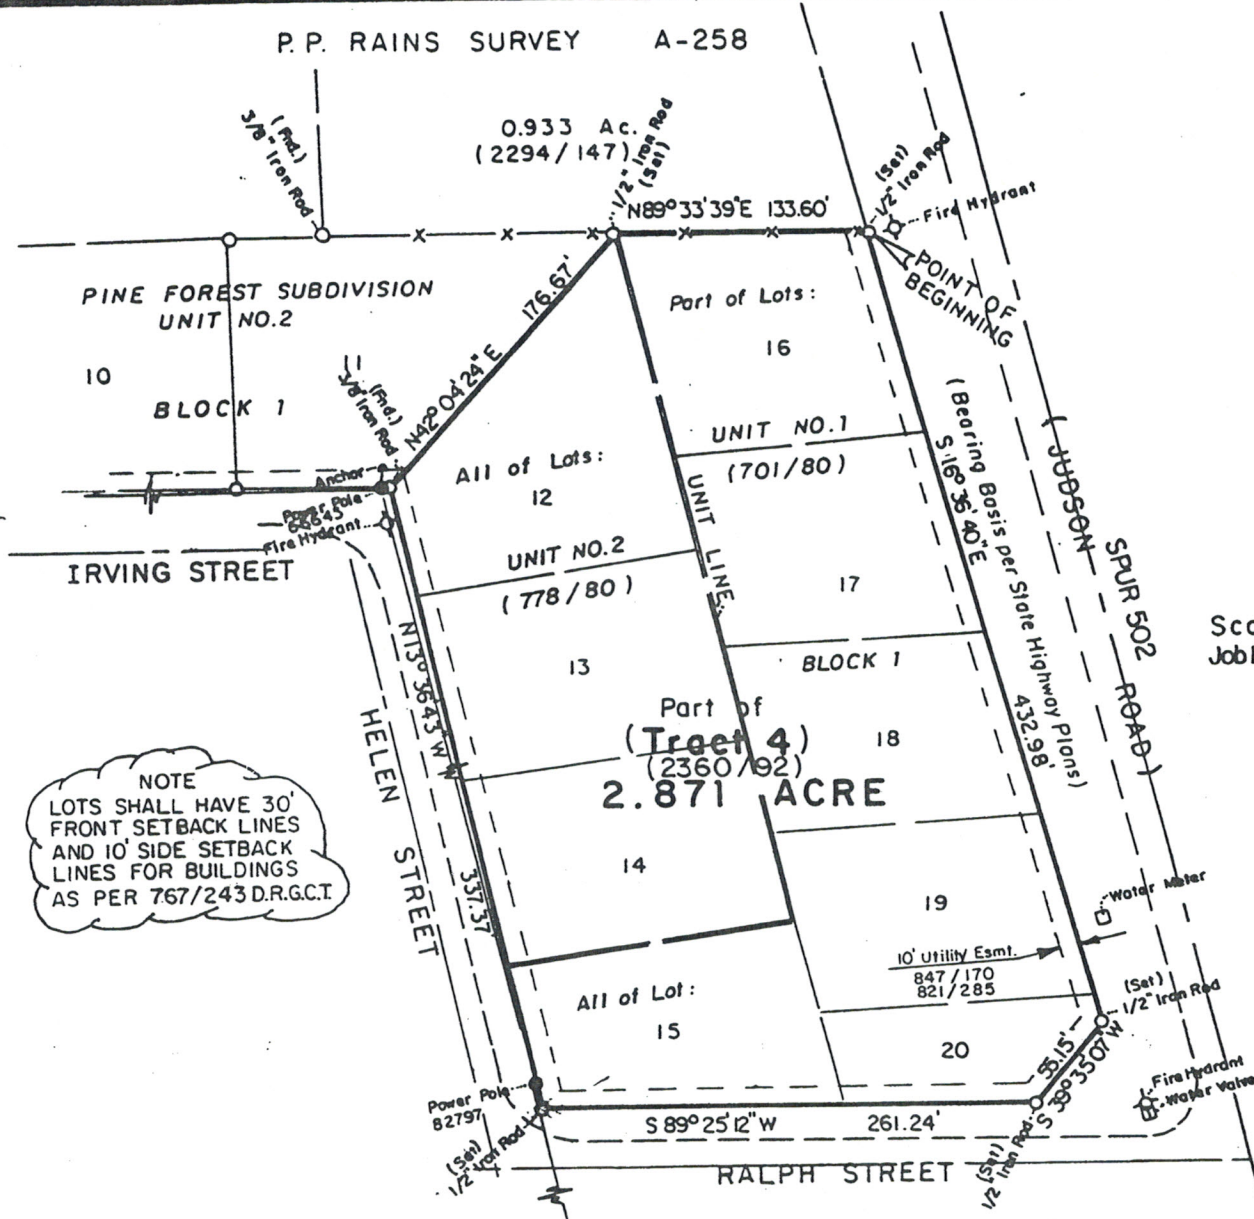 P.P. RAINS SURVEY A-258
0.933 Ac.
(2294/147)
(Fnd.)
3/8" Iron Rod
1/2" Iron Rod
(Set)
N89°33'39"E 133.60'
(Set)
1/2" Iron Rod
Fire Hydrant
POINT OF
BEGINNING
PINE FOREST SUBDIVISION
UNIT NO.2
10
BLOCK 1
11
(Fnd.)
3/8" Iron Rod
N42°04'24"E 176.67'
Part of Lots:
16
UNIT NO.1
(701/80)
S 16°36'40"E
432.98'
(Bearing Basis per State Highway Plans)
(JUDSON ROAD)
SPUR 502
Anchor
Power Pole
66645
Fire Hydrant
IRVING STREET
All of Lots:
12
UNIT NO.2
(778/80)
UNIT LINE
17
BLOCK 1
13
N13°36'43"W
337.37'
HELEN STREET
Part of
(Tract 4)
(2360/92)
2.871 ACRE
18
Sca
Job
NOTE
LOTS SHALL HAVE 30'
FRONT SETBACK LINES
AND 10' SIDE SETBACK
LINES FOR BUILDINGS
AS PER 767/243 D.R.G.C.T.
14
19
Water Meter
10' Utility Esmt.
847/170
821/285
(Set)
1/2" Iron Rod
All of Lot:
15
20
55.15'
S 39°35'07"W
Fire Hydrant
Water Valve
Power Pole
82797
(Set)
1/2" Iron Rod
S 89°25'12"W 261.24'
(Set)
1/2" Iron Rod
RALPH STREET